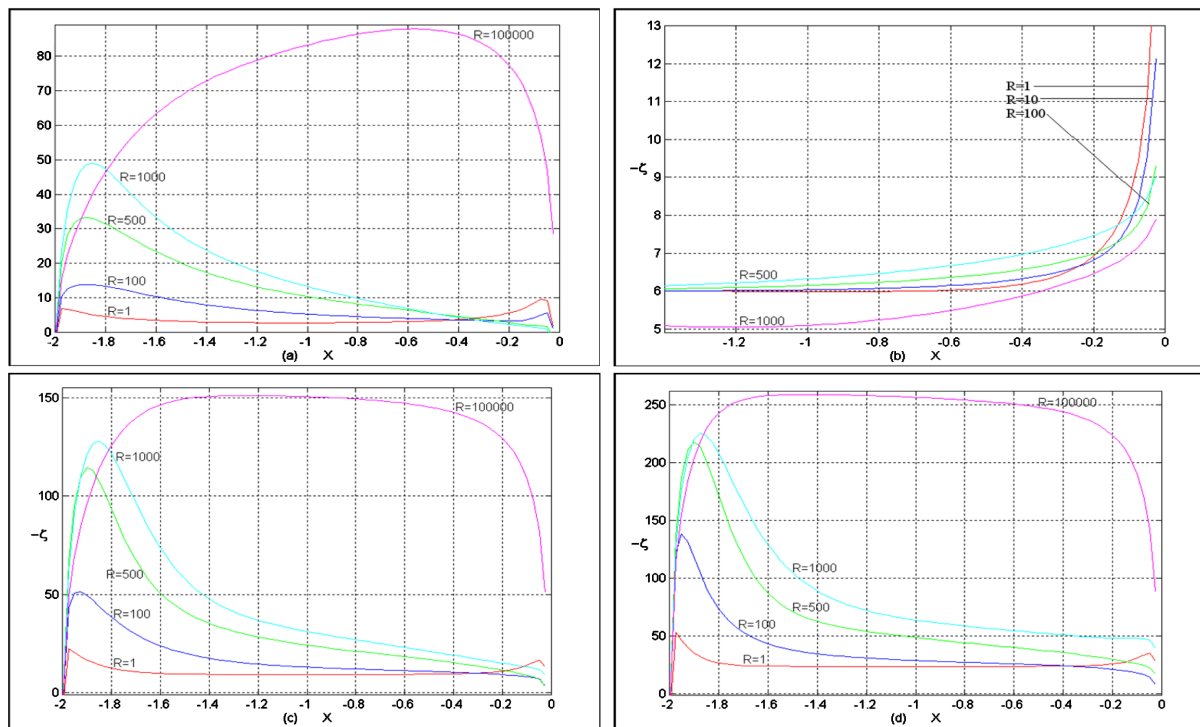 80
70
60
50
40
30
20
10
0
R=100000
R=1000
R=500
R=100
R=1
-2 -1.8 -1.6 -1.4 -1.2 -1 -0.8 -0.6 -0.4 -0.2 0
(a) X
13
12
11
10
9
8
7
6
5
-ζ
R=1
R=10
R=100
R=500
R=1000
-1.2 -1 -0.8 -0.6 -0.4 -0.2 0
(b) X
150
100
50
0
-ζ
R=100000
R=1000
R=500
R=100
R=1
-2 -1.8 -1.6 -1.4 -1.2 -1 -0.8 -0.6 -0.4 -0.2 0
(c) X
250
200
150
100
50
0
-ζ
R=100000
R=1000
R=500
R=100
R=1
-2 -1.8 -1.6 -1.4 -1.2 -1 -0.8 -0.6 -0.4 -0.2 0
(d) X